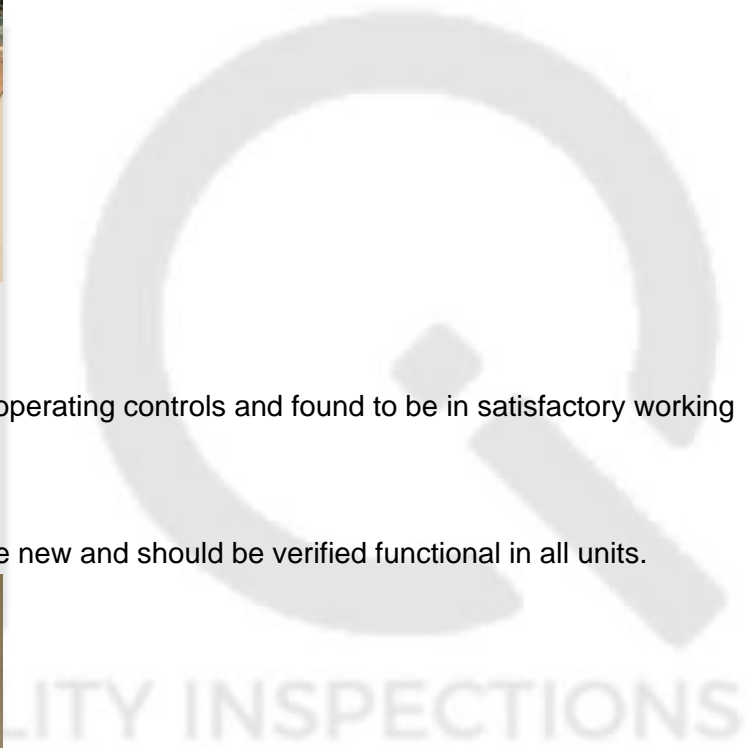 operating controls and found to be in satisfactory working
new and should be verified functional in all units.
INSPECTIONS